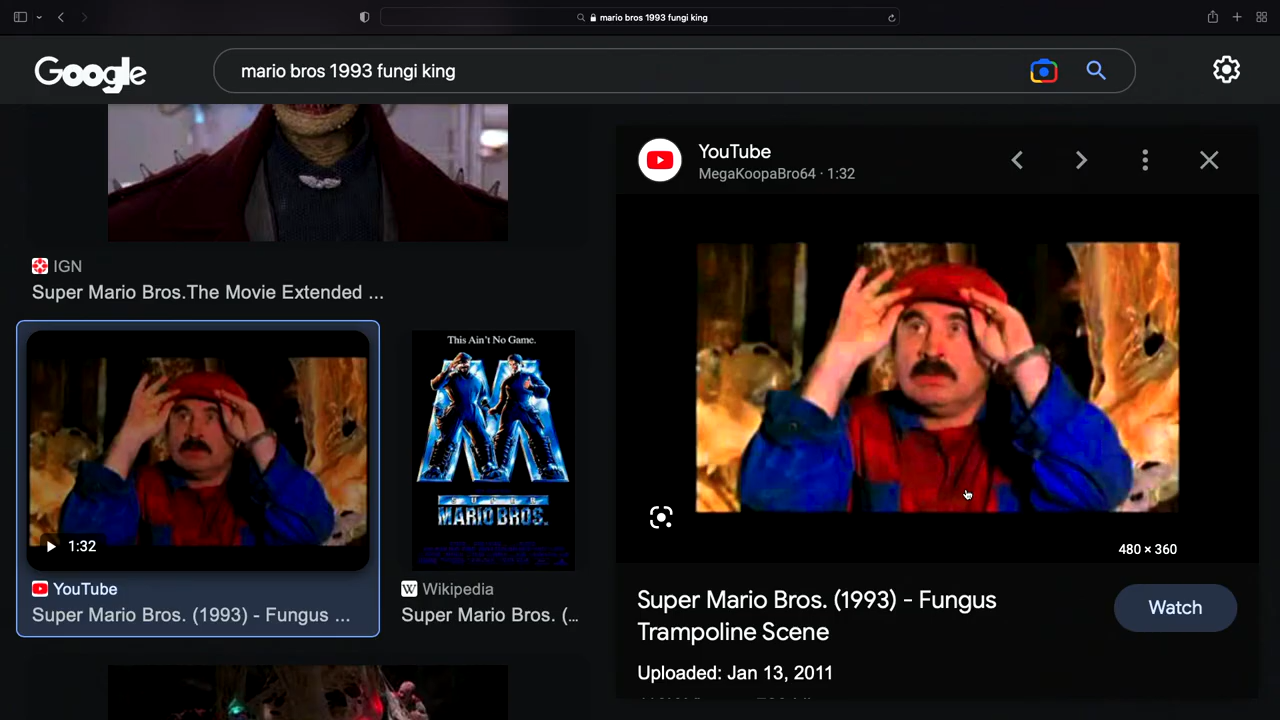 mario bros 1993 fungi king
Google
mario bros 1993 fungi king
IGN
Super Mario Bros.The Movie Extended ...
1:32
YouTube
Super Mario Bros. (1993) - Fungus ...
This Ain't No Game.
SUPER
MARIO BROS.
Wikipedia
Super Mario Bros. (...
YouTube
MegaKoopaBro64 · 1:32
480 × 360
Super Mario Bros. (1993) - Fungus
Trampoline Scene
Watch
Uploaded: Jan 13, 2011